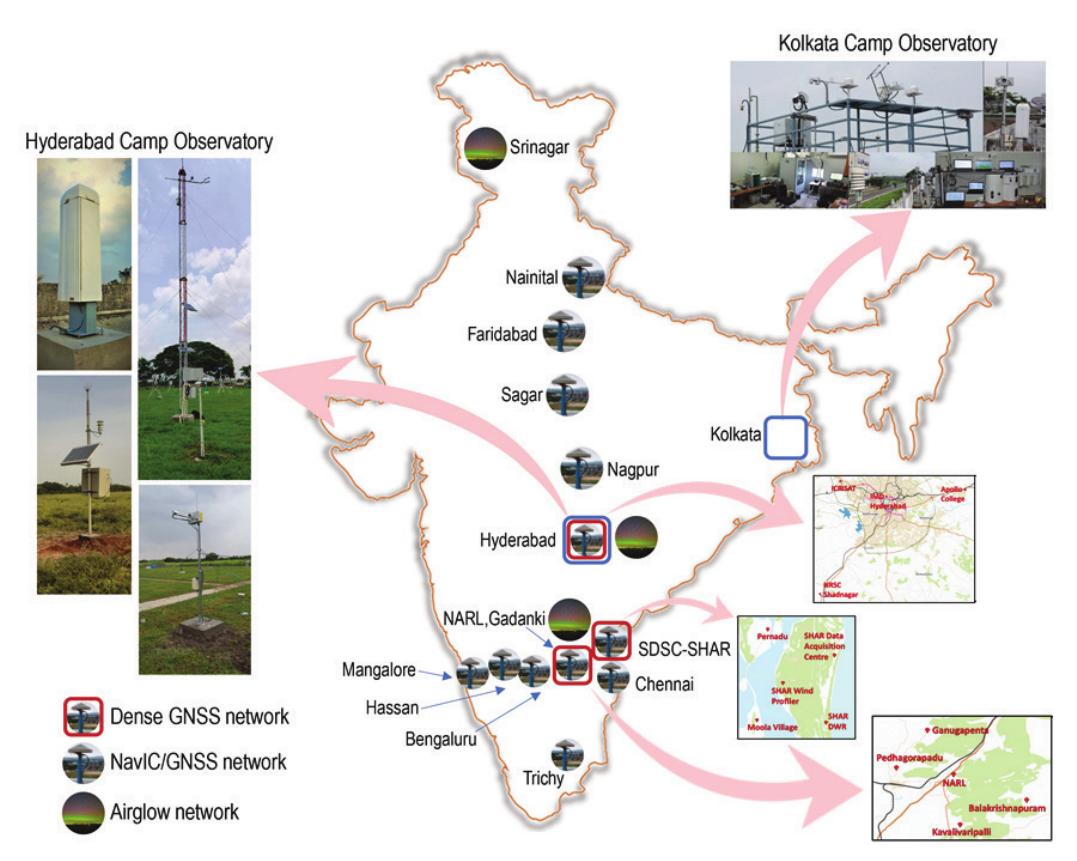 Kolkata Camp Observatory
Hyderabad Camp Observatory
Srinagar
Nainital
Faridabad
Sagar
Kolkata
Nagpur
Hyderabad
ICRISAT
IMD
Hyderabad
Apollo
College
NRSC
Shadnagar
NARL,Gadanki
SDSC-SHAR
Mangalore
Chennai
Hassan
Bengaluru
Trichy
Pernadu
SHAR Data
Acquisition
Centre
SHAR Wind
Profiler
Moola Village
SHAR
DWR
Ganugapenta
Pedhagorapadu
NARL
Balakrishnapuram
Kavalivaripalli
Dense GNSS network
NavIC/GNSS network
Airglow network